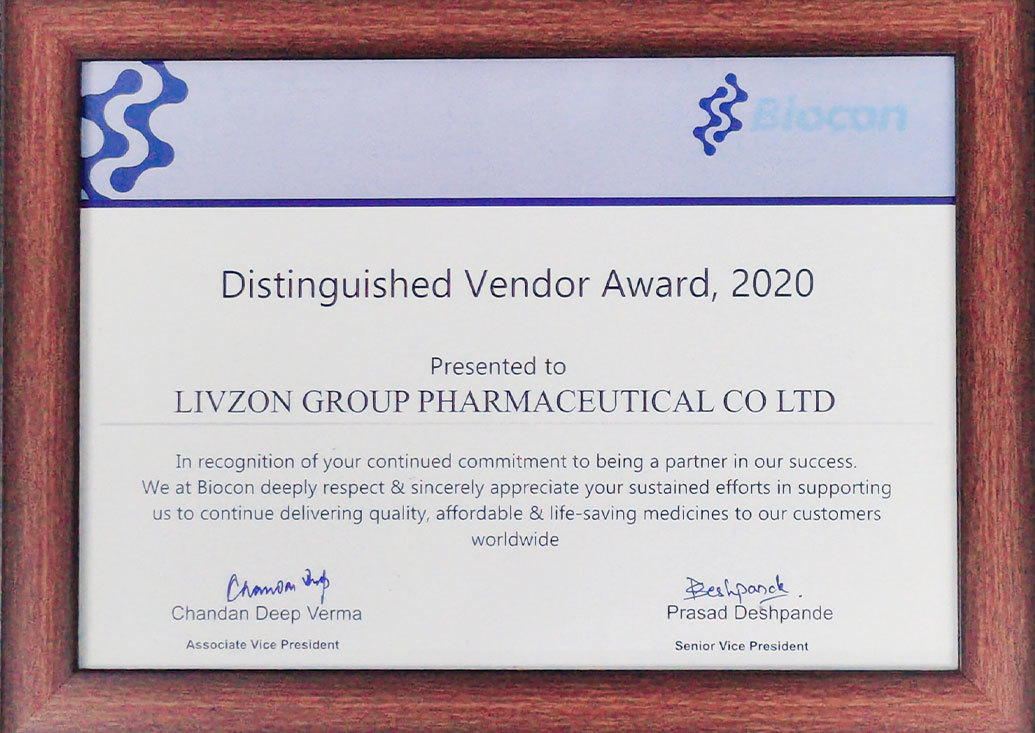 Biocon
Distinguished Vendor Award, 2020
Presented to
LIVZON GROUP PHARMACEUTICAL CO LTD
In recognition of your continued commitment to being a partner in our success.
We at Biocon deeply respect & sincerely appreciate your sustained efforts in supporting
us to continue delivering quality, affordable & life-saving medicines to our customers
worldwide
Chandan Deep Verma
Prasad Deshpande
Associate Vice President
Senior Vice President